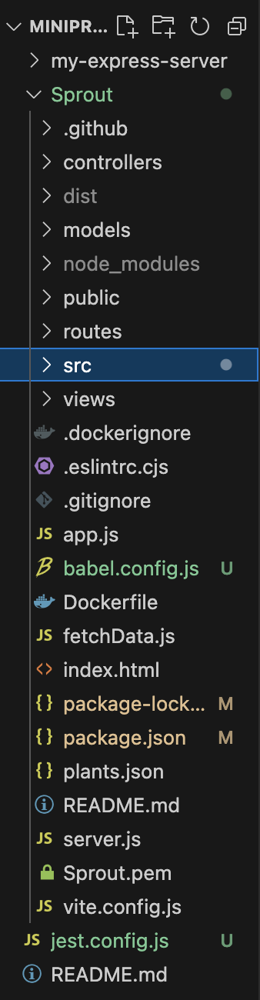 MINIPR...
my-express-server
Sprout
.github
controllers
dist
models
node_modules
public
routes
src
views
.dockerignore
.eslintrc.cjs
.gitignore
JS app.js
babel.config.js U
Dockerfile
JS fetchData.js
<> index.html
{} package-lock... M
{} package.json M
{} plants.json
README.md
JS server.js
Sprout.pem
JS vite.config.js
JS jest.config.js U
README.md